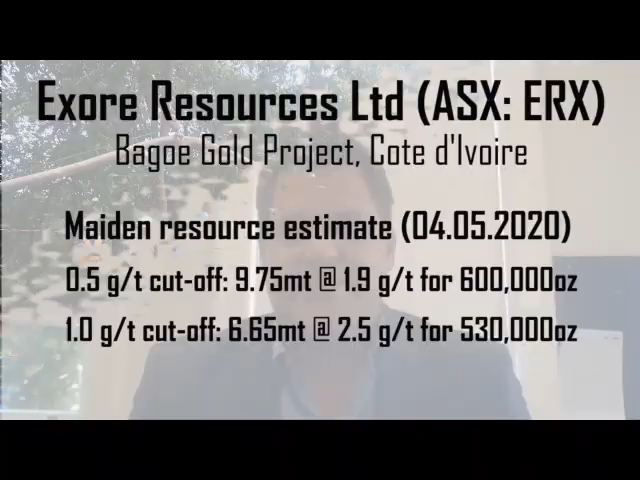 Exore Resources Ltd (ASX: ERX)
Bagoe Gold Project, Cote d'Ivoire
Maiden resource estimate (04.05.2020)
0.5 g/t cut-off: 9.75mt @ 1.9 g/t for 600,000oz
1.0 g/t cut-off: 6.65mt @ 2.5 g/t for 530,000oz